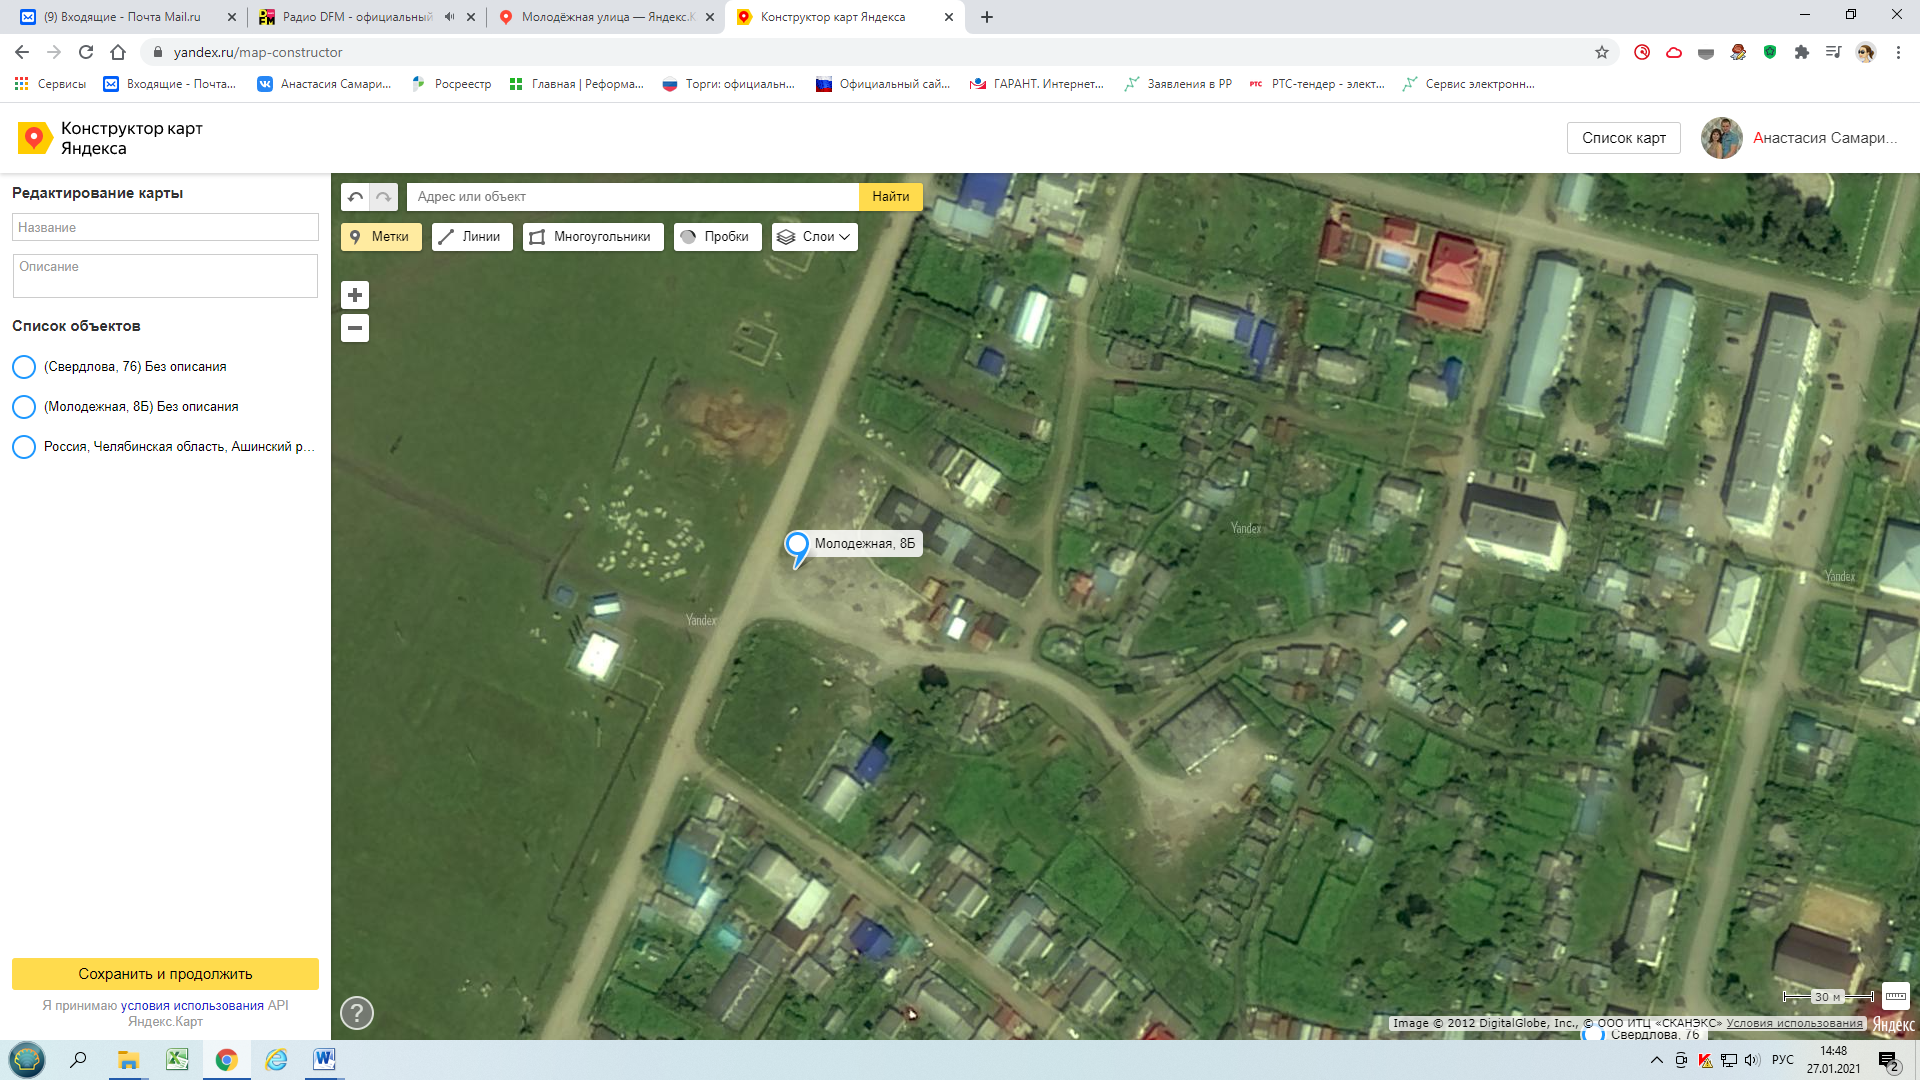 (9) Входящие - Почта Mail.ru
Радио DFM - официальный
Молодёжная улица — Яндекс.К
Конструктор карт Яндекса
yandex.ru/map-constructor
Сервисы
Входящие - Почта...
Анастасия Самари...
Росреестр
Главная | Реформа...
Торги: официальн...
Официальный сай...
ГАРАНТ. Интернет...
Заявления в РР
РТС-тендер - элект...
Сервис электронн...
Конструктор карт
Яндекса
Список карт
Анастасия Самари...
Редактирование карты
Название
Описание
Список объектов
(Свердлова, 76) Без описания
(Молодежная, 8Б) Без описания
Россия, Челябинская область, Ашинский р...
Сохранить и продолжить
Я принимаю условия использования API
Яндекс.Карт
Адрес или объект
Найти
Метки
Линии
Многоугольники
Пробки
Слои
Молодежная, 8Б
Yandex
Yandex
Yandex
30 м
Image © 2012 DigitalGlobe, Inc., © ООО ИТЦ «СКАНЭКС» Условия использования
Яндекс
Свердлова, 76
?
РУС
14:48
27.01.2021
2